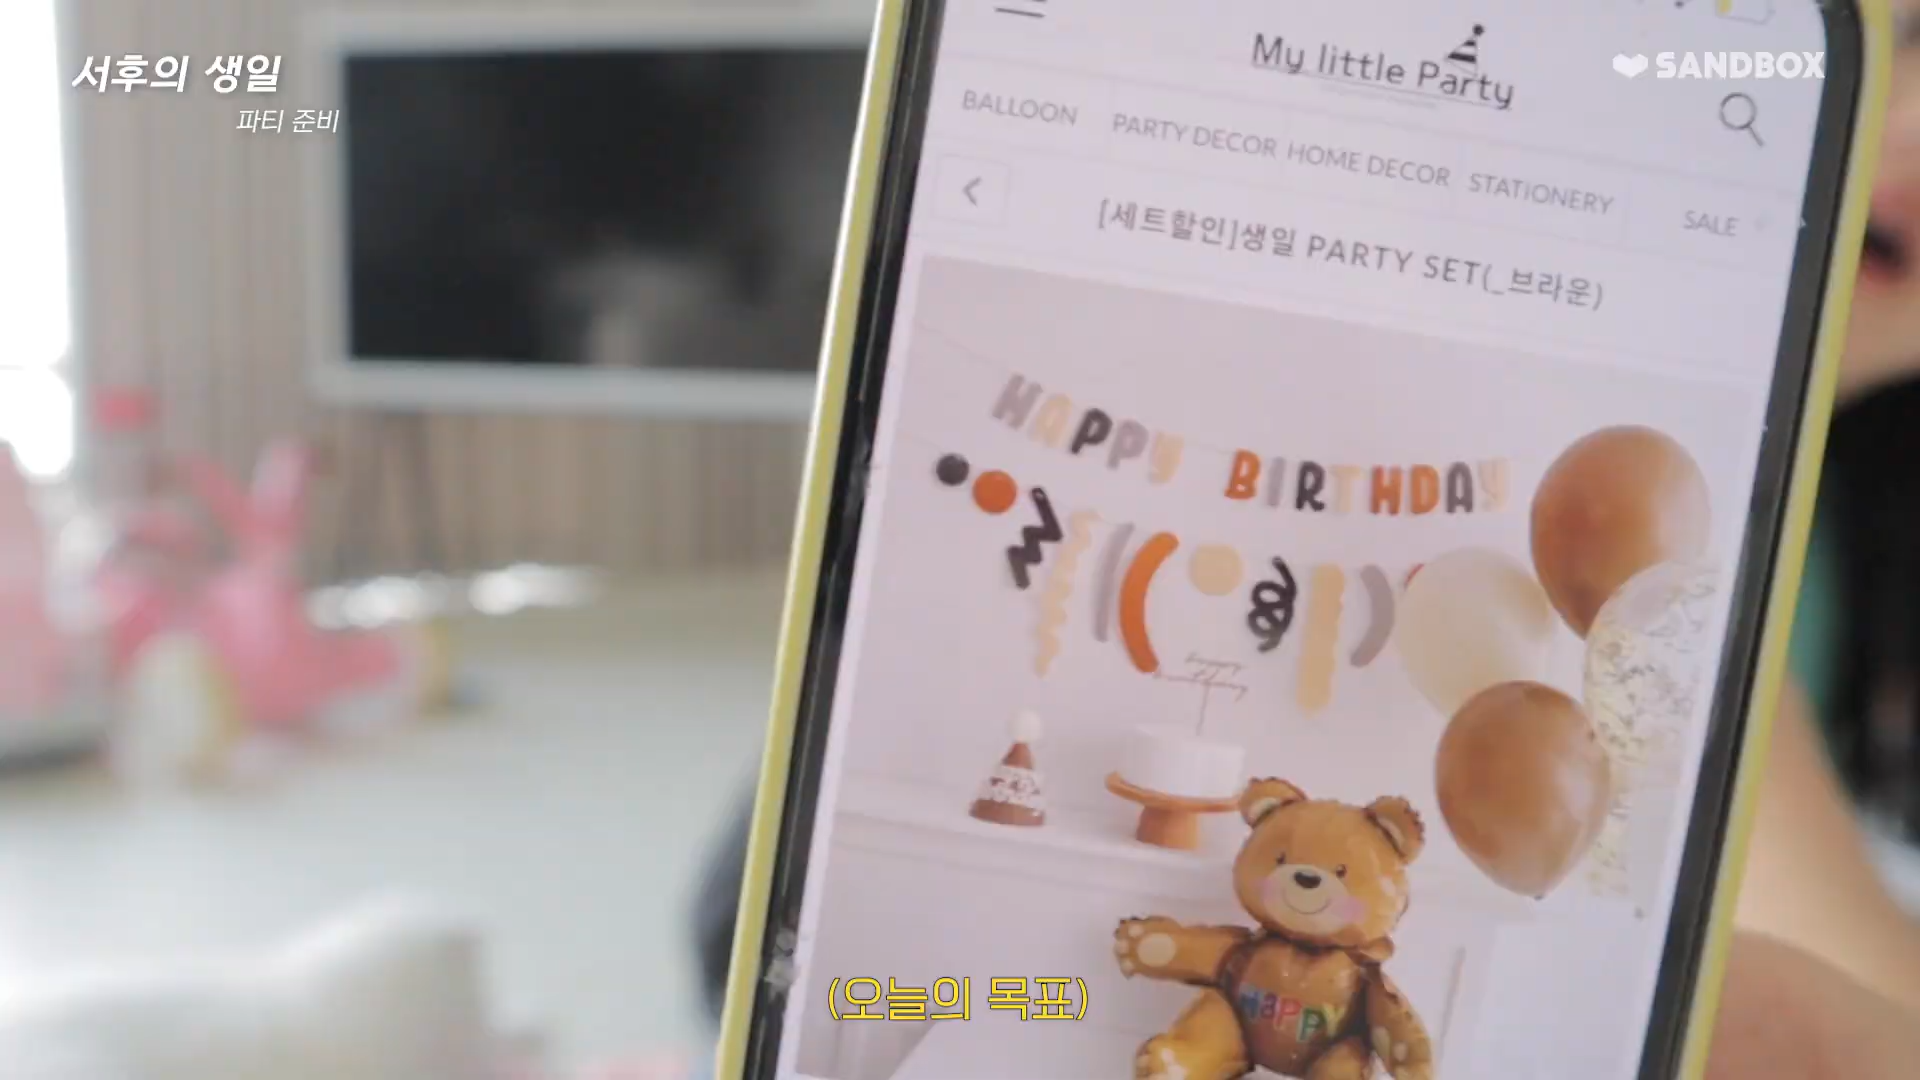 서후의 생일
파티 준비
SANDBOX
My little Party
BALLOON PARTY DECOR HOME DECOR STATIONERY SALE
[세트할인]생일 PARTY SET(_브라운)
HAPPY BIRTHDAY
HAPPY
(오늘의 목표)